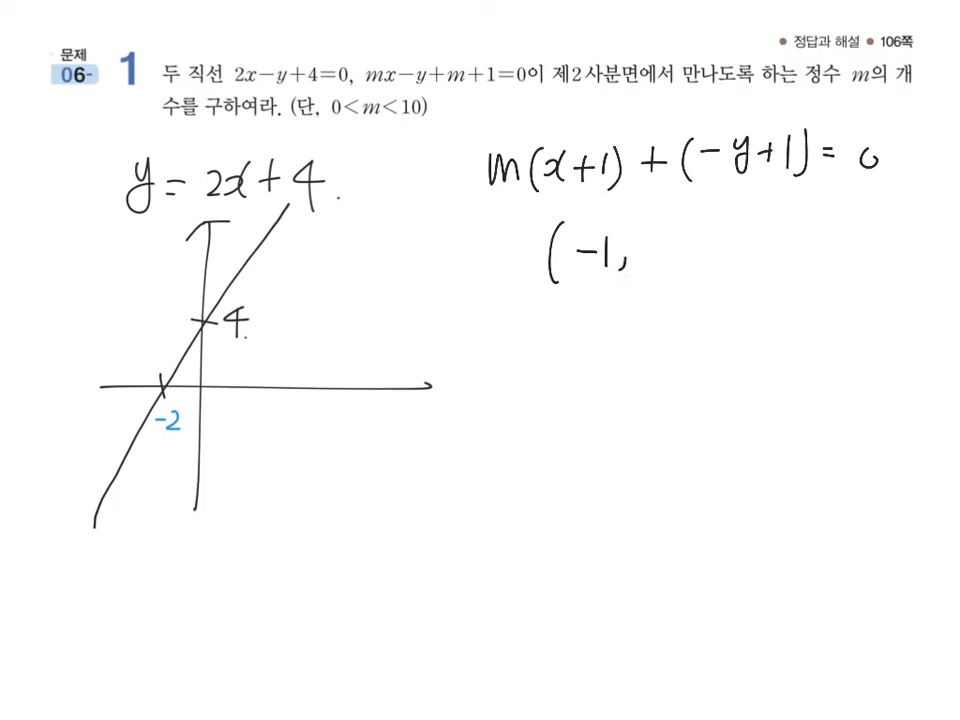 ● 정답과 해설 ● 106쪽
문제
06- 1 두 직선 2x-y+4=0, mx-y+m+1=0이 제2사분면에서 만나도록 하는 정수 m의 개
수를 구하여라. (단, 0<m<10)
m(x+1) + (-y+1) = 0
y = 2x+4.
(-1,
4.
-2